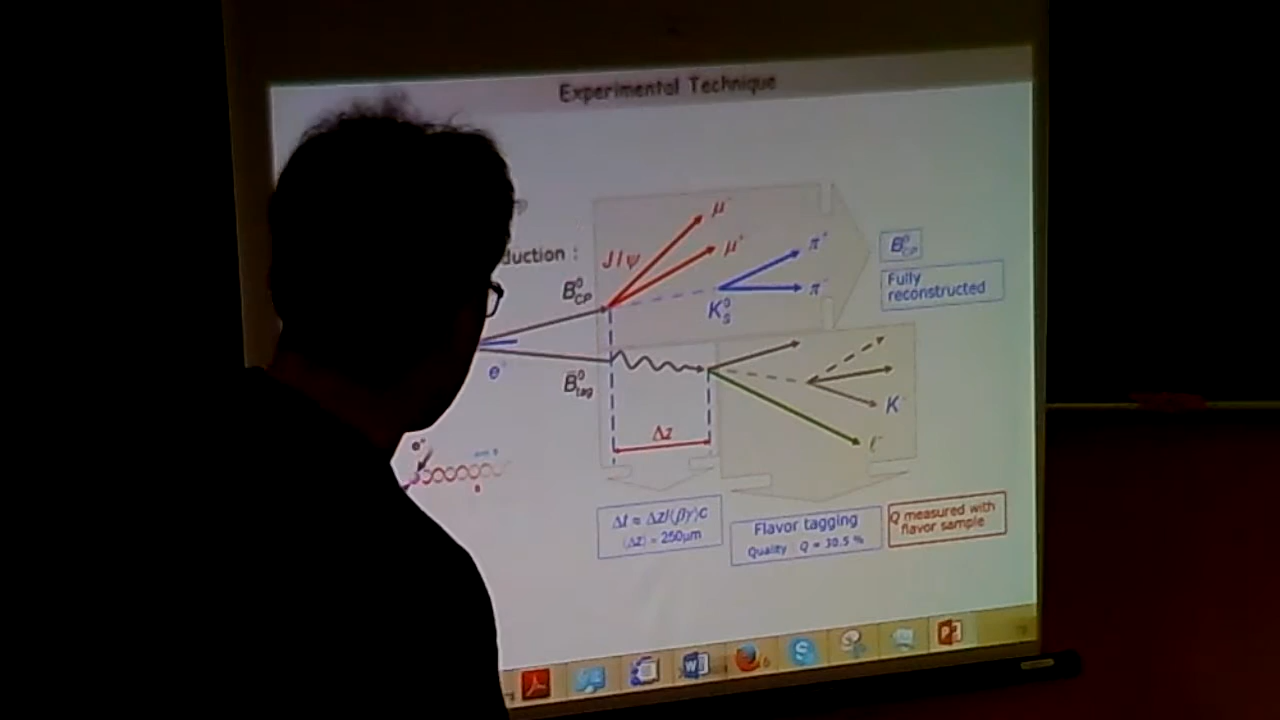 Experimental Technique
duction :
J/ψ
μ⁻
μ⁺
π⁺
π⁻
B⁰CP
K⁰S
B⁰CP
Fully
reconstructed
e⁻
B̄⁰tag
K⁻
ℓ⁻
Δz
Δt ≈ Δz/⟨βγ⟩c
⟨Δz⟩ ≈ 250μm
Flavor tagging
Quality Q = 30.5 %
Q measured with
flavor sample